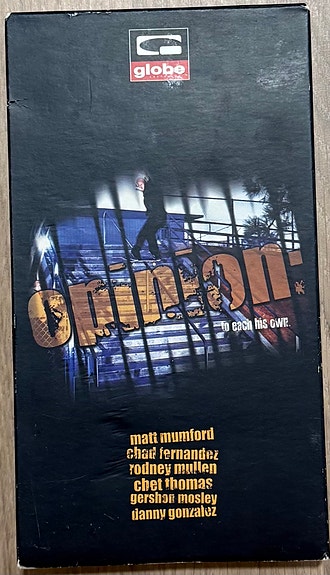 globe
opinion:
to each his own.
matt mumford
chad fernandez
rodney mullen
chet thomas
gershon mosley
danny gonzalez